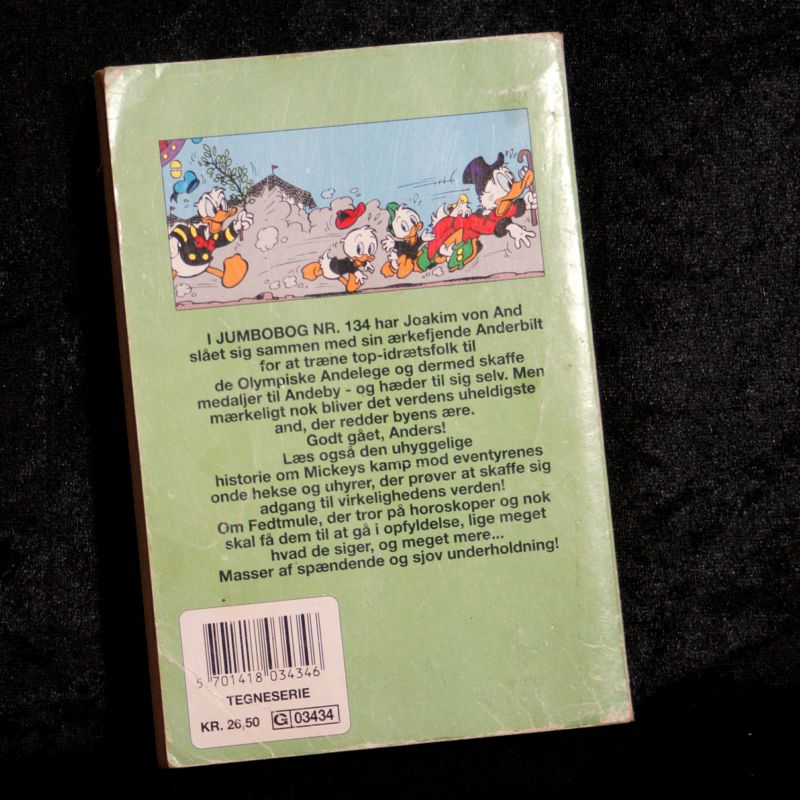 I JUMBOBOG NR. 134 har Joakim von And
slået sig sammen med sin ærkefjende Anderbilt
for at træne top-idrætsfolk til
de Olympiske Andelege og dermed skaffe
medaljer til Andeby - og hæder til sig selv. Men
mærkeligt nok bliver det verdens uheldigste
and, der redder byens ære.
Godt gået, Anders!
Læs også den uhyggelige
historie om Mickeys kamp mod eventyrenes
onde hekse og uhyrer, der prøver at skaffe sig
adgang til virkelighedens verden!
Om Fedtmule, der tror på horoskoper og nok
skal få dem til at gå i opfyldelse, lige meget
hvad de siger, og meget mere...
Masser af spændende og sjov underholdning!
5 701418 034346
TEGNESERIE
KR. 26,50 G 03434